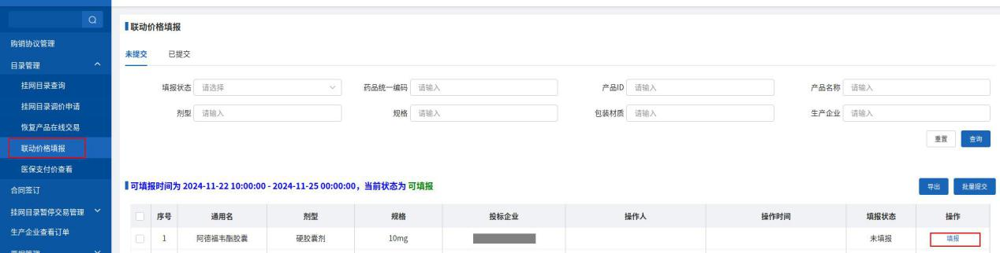 联动价格填报
购销协议管理
未提交 已提交
目录管理
挂网目录查询
填报状态 请选择 药品统一编码 请输入 产品ID 请输入 产品名称 请输入
挂网目录调价申请
剂型 请输入 规格 请输入 包装材质 请输入 生产企业 请输入
恢复产品在线交易
重置 查询
联动价格填报
医保支付价查看
可填报时间为 2024-11-22 10:00:00 - 2024-11-25 00:00:00，当前状态为 可填报
导出 批量提交
合同签订
挂网目录暂停交易管理
序号 通用名 剂型 规格 投标企业 操作人 操作时间 填报状态 操作
生产企业查看订单
1 阿德福韦酯胶囊 硬胶囊剂 10mg 未填报 填报